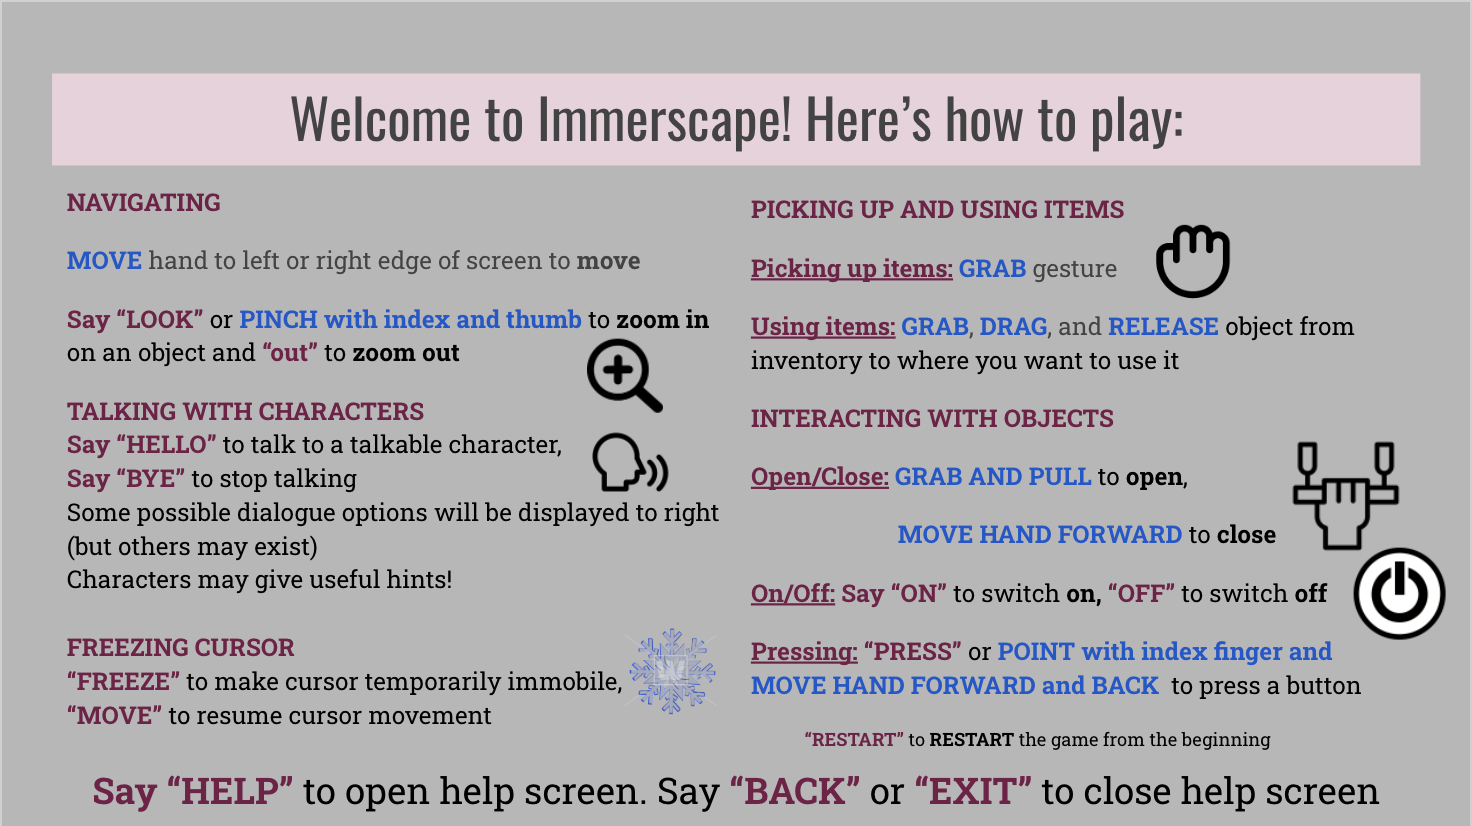 Welcome to Immerscape! Here’s how to play:
NAVIGATING
MOVE hand to left or right edge of screen to move
Say “LOOK” or PINCH with index and thumb to zoom in
on an object and “out” to zoom out
TALKING WITH CHARACTERS
Say “HELLO” to talk to a talkable character,
Say “BYE” to stop talking
Some possible dialogue options will be displayed to right
(but others may exist)
Characters may give useful hints!
FREEZING CURSOR
“FREEZE” to make cursor temporarily immobile,
“MOVE” to resume cursor movement
PICKING UP AND USING ITEMS
Picking up items: GRAB gesture
Using items: GRAB, DRAG, and RELEASE object from
inventory to where you want to use it
INTERACTING WITH OBJECTS
Open/Close: GRAB AND PULL to open,
MOVE HAND FORWARD to close
On/Off: Say “ON” to switch on, “OFF” to switch off
Pressing: “PRESS” or POINT with index finger and
MOVE HAND FORWARD and BACK to press a button
“RESTART” to RESTART the game from the beginning
Say “HELP” to open help screen. Say “BACK” or “EXIT” to close help screen